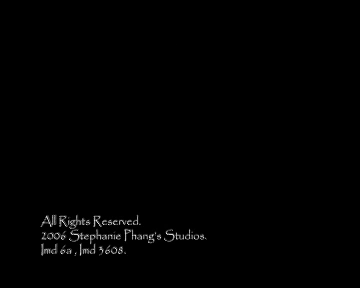 All Rights Reserved.
2006 Stephanie Phang's Studios.
Imd 6a , Imd 3608.